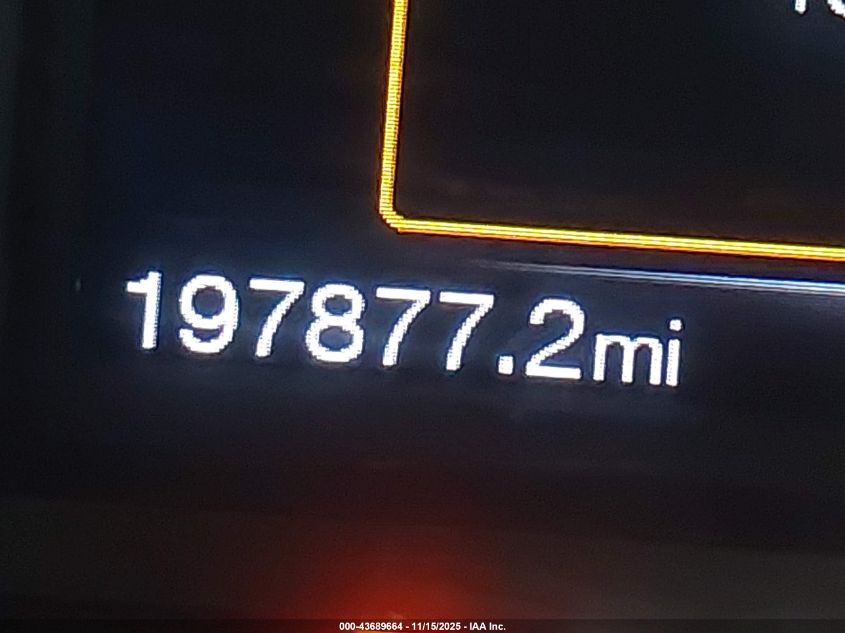 197877.2mi
000-43689664 - 11/15/2025 - IAA Inc.